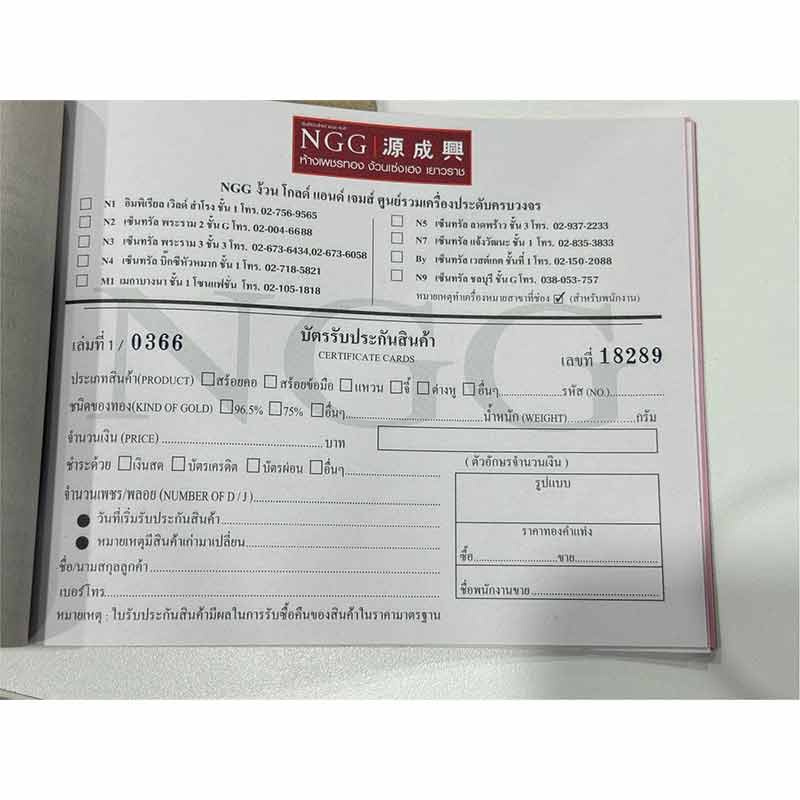 NGG 源成興
ห้างเพชรทอง ง้วนเซ่งเฮง เยาวราช
NGG ง้วน โกลด์ แอนด์ เจมส์ ศูนย์รวมเครื่องประดับครบวงจร
N1 อิมพีเรียล เวิลด์ สำโรง ชั้น 1 โทร. 02-756-9565
N2 เซ็นทรัล พระราม 2 ชั้น G โทร. 02-004-6688
N3 เซ็นทรัล พระราม 3 ชั้น 3 โทร. 02-673-6434,02-673-6058
N4 เซ็นทรัล บิ๊กซีหัวหมาก ชั้น 1 โทร. 02-718-5821
M1 เมกาบางนา ชั้น 1 โซนแฟชั่น โทร. 02-105-1818
N5 เซ็นทรัล ลาดพร้าว ชั้น 3 โทร. 02-937-2233
N7 เซ็นทรัล แจ้งวัฒนะ ชั้น 1 โทร. 02-835-3833
By เซ็นทรัล เวสต์เกต ชั้นที่ 1 โทร. 02-150-2088
N9 เซ็นทรัล ชลบุรี ชั้น G โทร. 038-053-757
หมายเหตุทำเครื่องหมายสาขาที่ช่อง ☑ (สำหรับพนักงาน)
NGG
เล่มที่ 1 / 0366
บัตรรับประกันสินค้า
CERTIFICATE CARDS
เลขที่ 18289
ประเภทสินค้า(PRODUCT) ☐สร้อยคอ ☐สร้อยข้อมือ ☐แหวน ☐จี้ ☐ต่างหู ☐อื่นๆ............รหัส (NO.)............
ชนิดของทอง(KIND OF GOLD) ☐96.5% ☐75% ☐อื่นๆ............น้ำหนัก (WEIGHT)............กรัม
จำนวนเงิน (PRICE)............บาท
(ตัวอักษรจำนวนเงิน)
ชำระด้วย ☐เงินสด ☐บัตรเครดิต ☐บัตรผ่อน ☐อื่นๆ............
จำนวนเพชร/พลอย (NUMBER OF D / J)............
● วันที่เริ่มรับประกันสินค้า............
● หมายเหตุมีสินค้าเก่ามาเปลี่ยน............
ชื่อ/นามสกุลลูกค้า............
เบอร์โทร............
รูปแบบ
ราคาทองคำแท่ง
ซื้อ............ขาย............
ชื่อพนักงานขาย............
หมายเหตุ : ใบรับประกันสินค้ามีผลในการรับซื้อคืนของสินค้าในราคามาตรฐาน